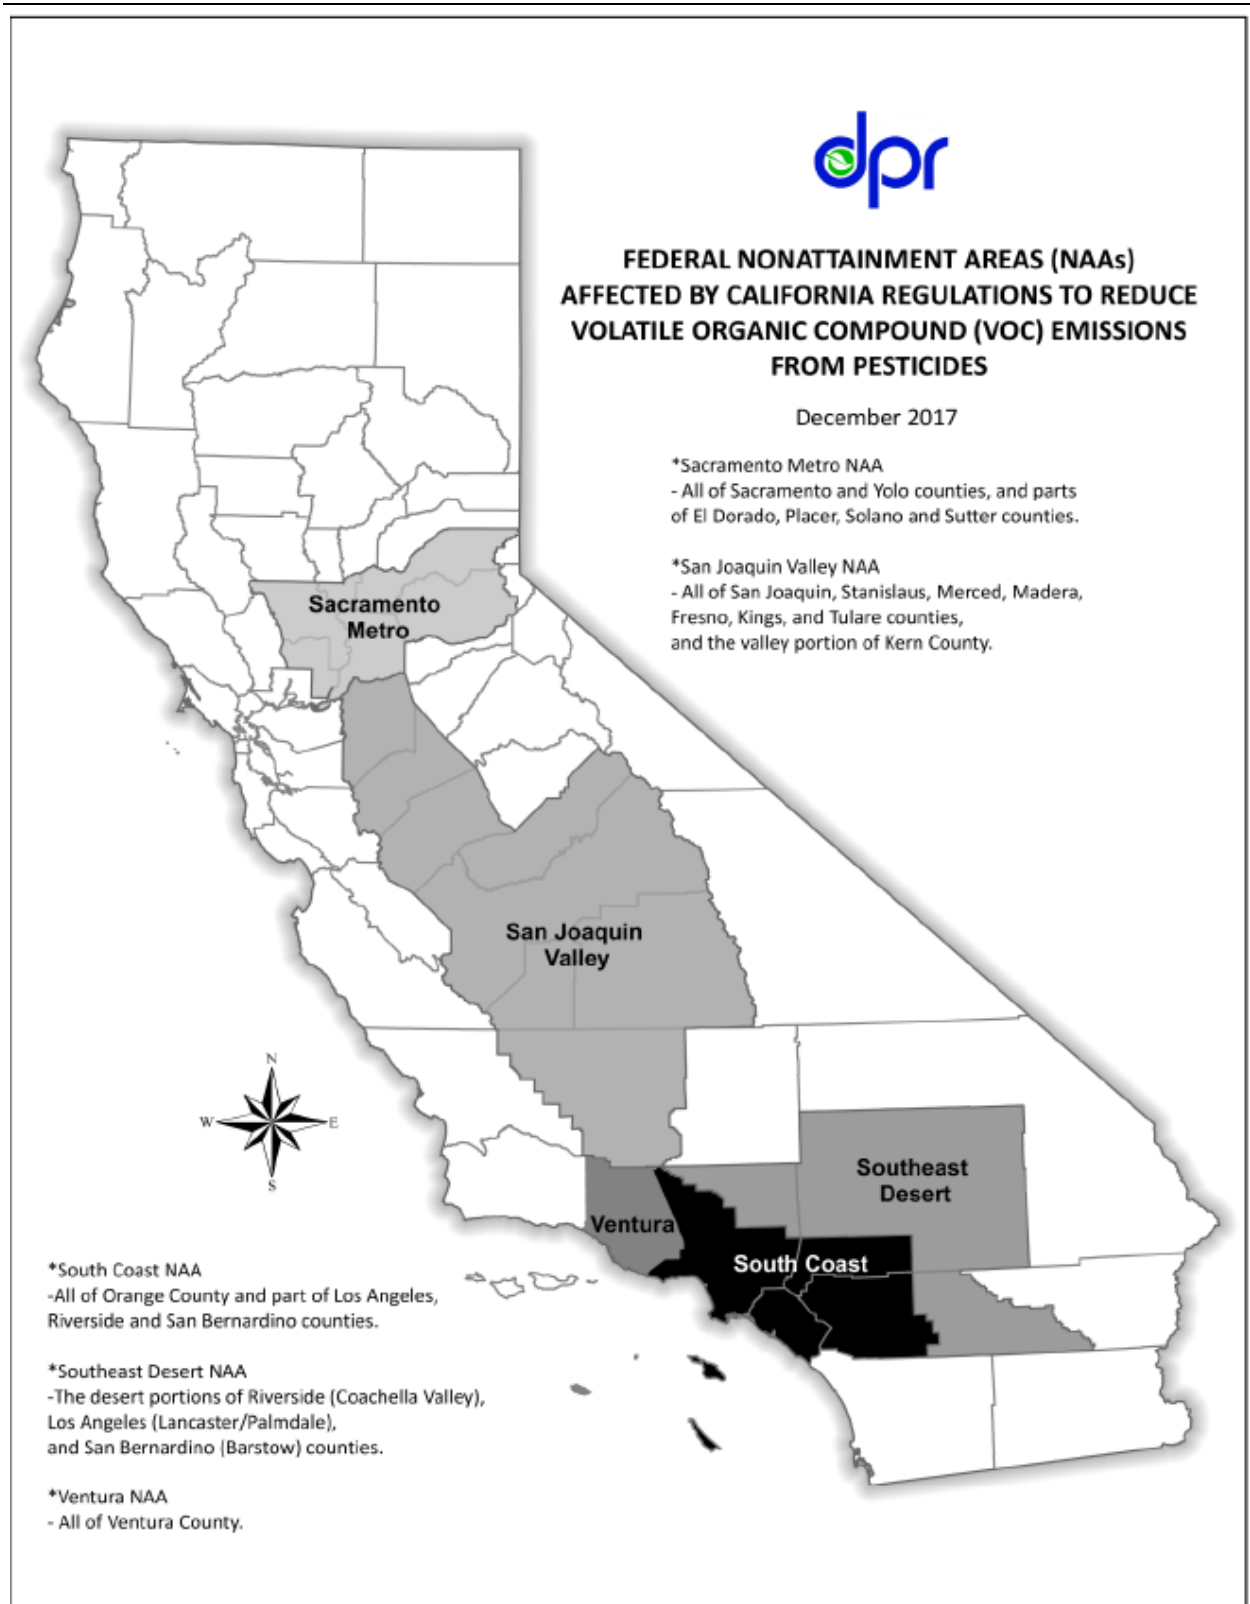 dpr
FEDERAL NONATTAINMENT AREAS (NAAs)
AFFECTED BY CALIFORNIA REGULATIONS TO REDUCE
VOLATILE ORGANIC COMPOUND (VOC) EMISSIONS
FROM PESTICIDES
December 2017
*Sacramento Metro NAA
- All of Sacramento and Yolo counties, and parts
of El Dorado, Placer, Solano and Sutter counties.
*San Joaquin Valley NAA
- All of San Joaquin, Stanislaus, Merced, Madera,
Fresno, Kings, and Tulare counties,
and the valley portion of Kern County.
Sacramento
Metro
San Joaquin
Valley
N
W
E
S
Southeast
Desert
Ventura
South Coast
*South Coast NAA
-All of Orange County and part of Los Angeles,
Riverside and San Bernardino counties.
*Southeast Desert NAA
-The desert portions of Riverside (Coachella Valley),
Los Angeles (Lancaster/Palmdale),
and San Bernardino (Barstow) counties.
*Ventura NAA
- All of Ventura County.